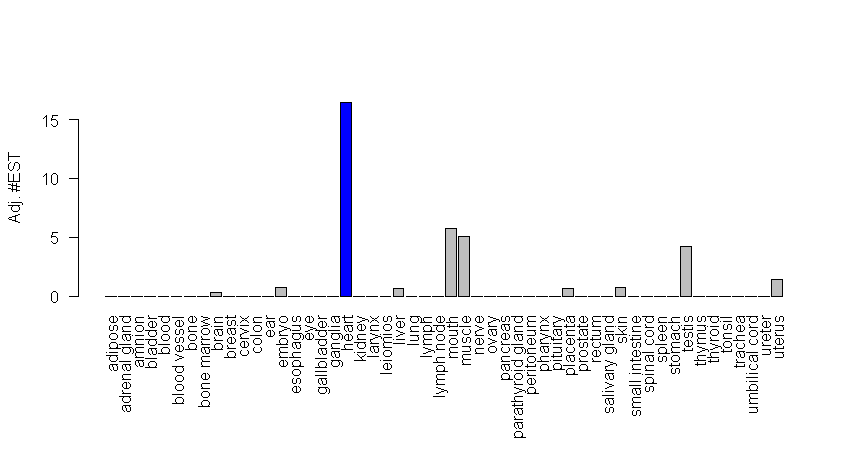 Adj. #EST
15
10
5
0
adipose
adrenal gland
amnion
bladder
blood
blood vessel
bone
bone marrow
brain
breast
cervix
colon
ear
embryo
esophagus
eye
gallbladder
ganglia
heart
kidney
larynx
leiomios
liver
lung
lymph
lymph node
mouth
muscle
nerve
ovary
pancreas
parathyroid gland
peritoneum
pharynx
pituitary
placenta
prostate
rectum
salivary gland
skin
small intestine
spinal cord
spleen
stomach
testis
thymus
thyroid
tonsil
trachea
umbilical cord
ureter
uterus